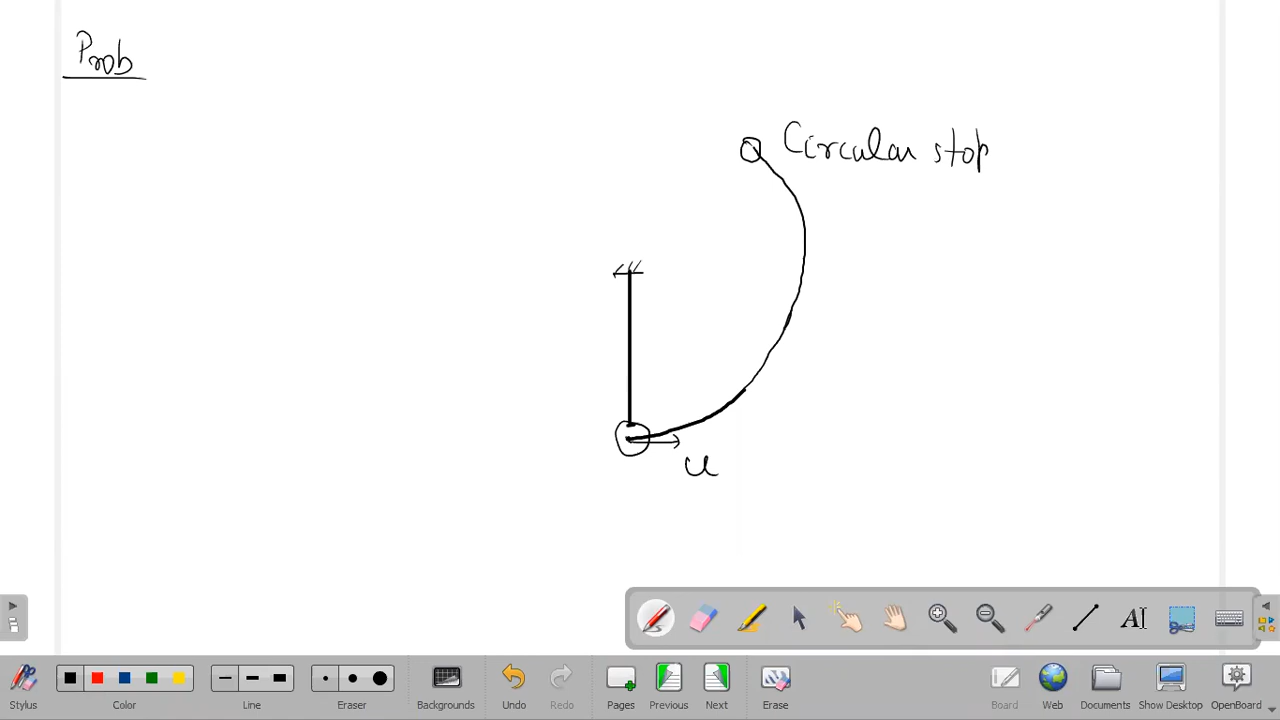 Prob
Circular stop
u
Stylus
Color
Line
Eraser
Backgrounds
Undo
Redo
Pages
Previous
Next
Erase
Board
Web
Documents
Show Desktop
OpenBoard